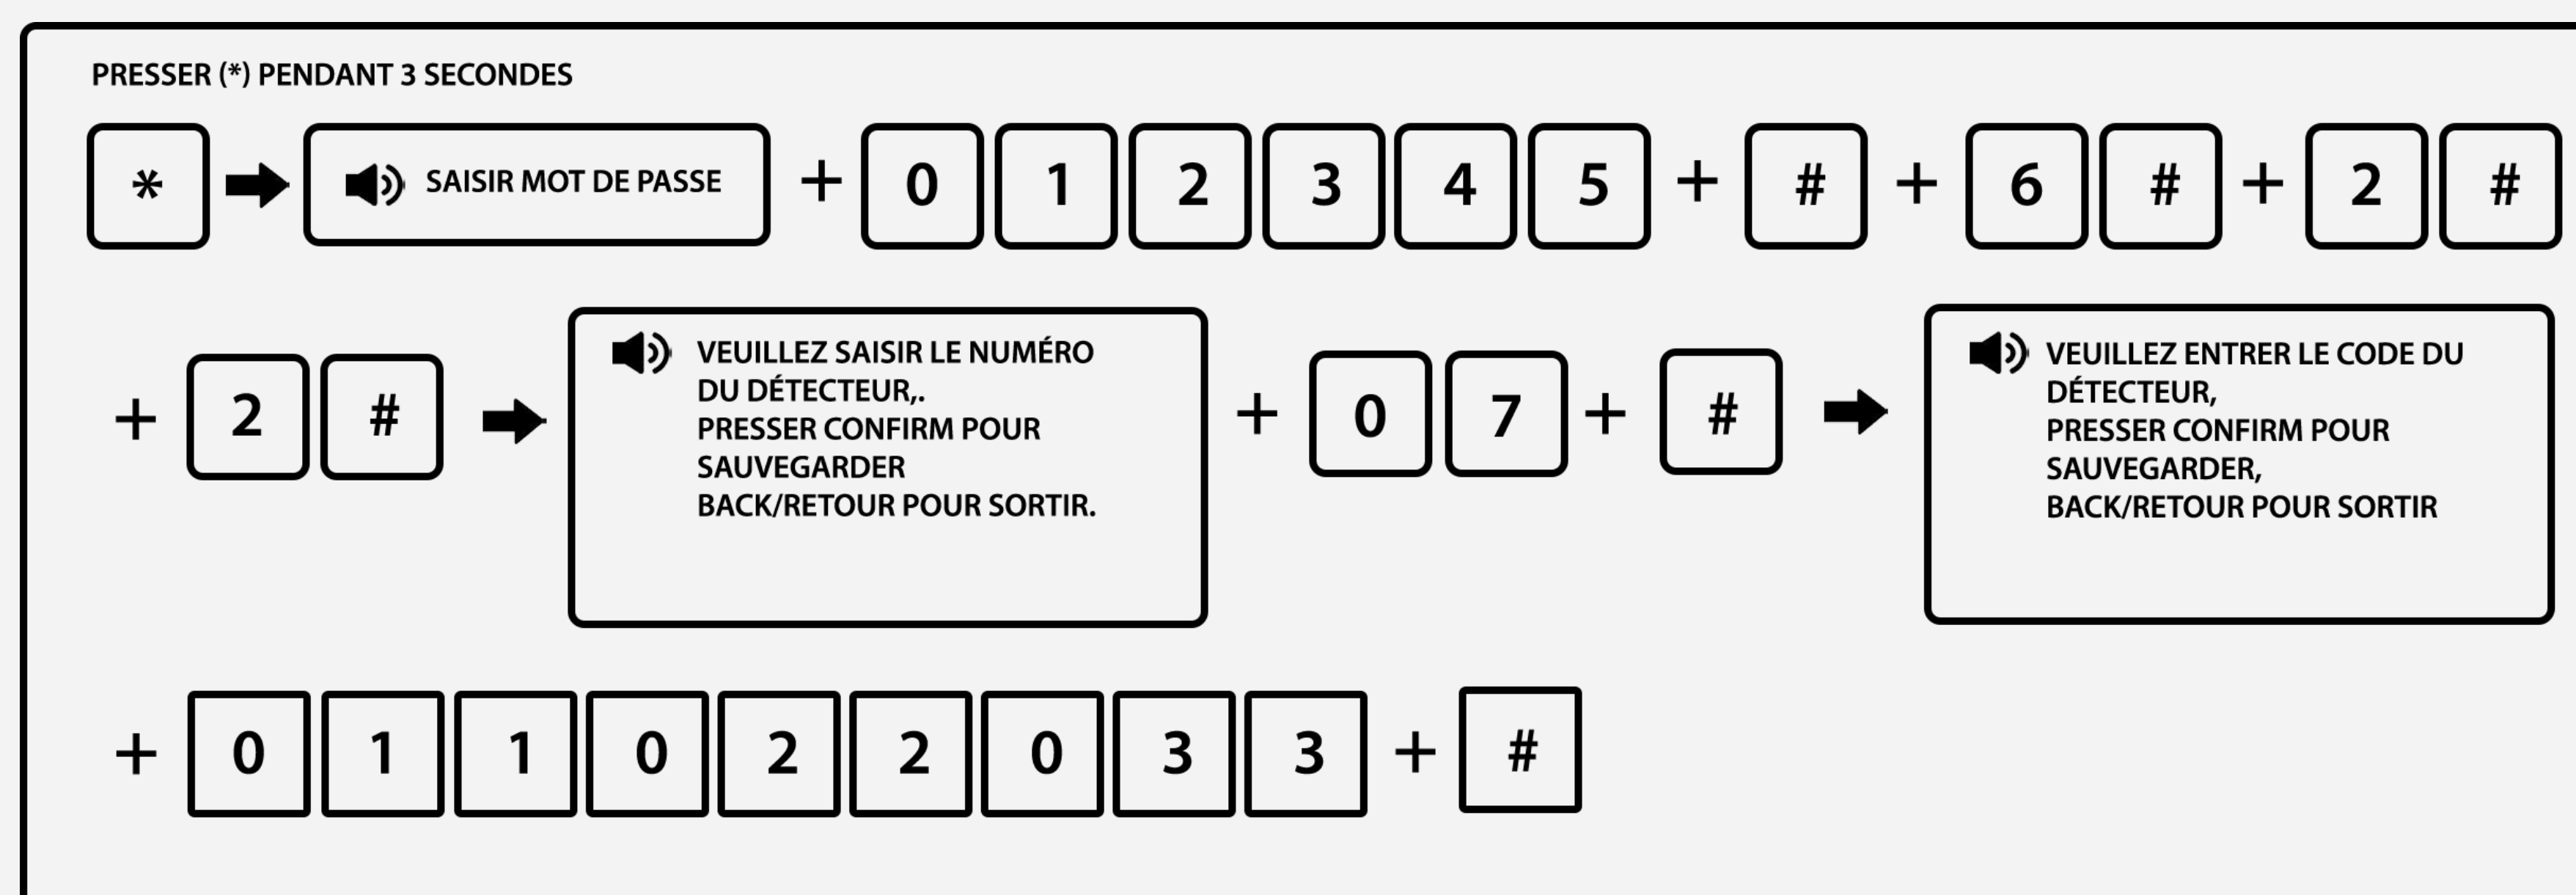 PRESSER (*) PENDANT 3 SECONDES
* SAISIR MOT DE PASSE + 0 1 2 3 4 5 + # + 6 # + 2 #
+ 2 #
VEUILLEZ SAISIR LE NUMÉRO
DU DÉTECTEUR,.
PRESSER CONFIRM POUR
SAUVEGARDER
BACK/RETOUR POUR SORTIR.
+ 0 7 + #
VEUILLEZ ENTRER LE CODE DU
DÉTECTEUR,
PRESSER CONFIRM POUR
SAUVEGARDER,
BACK/RETOUR POUR SORTIR
+ 0 1 1 0 2 2 0 3 3 + #